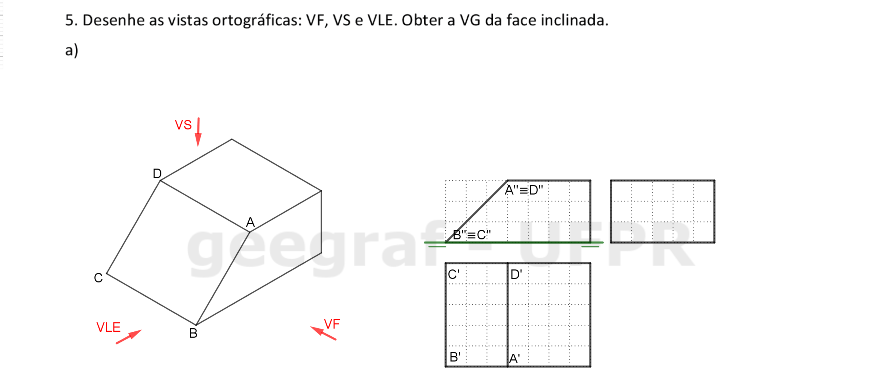 5. Desenhe as vistas ortográficas: VF, VS e VLE. Obter a VG da face inclinada.
a)
VS
D
A
C
B
VLE
VF
A"≡D"
B"≡C"
C' D'
B' A'
geegraf - UFPR